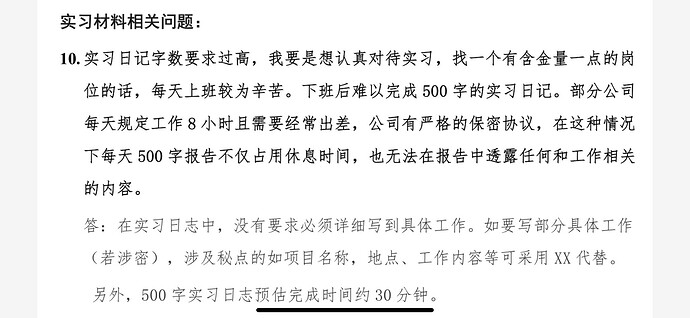 实习材料相关问题：
10. 实习日记字数要求过高，我要是想认真对待实习，找一个有含金量一点的岗
位的话，每天上班较为辛苦。下班后难以完成 500 字的实习日记。部分公司
每天规定工作 8 小时且需要经常出差，公司有严格的保密协议，在这种情况
下每天 500 字报告不仅占用休息时间，也无法在报告中透露任何和工作相关
的内容。
答：在实习日志中，没有要求必须详细写到具体工作。如要写部分具体工作
（若涉密），涉及秘点的如项目名称，地点、工作内容等可采用 XX 代替。
另外，500 字实习日志预估完成时间约 30 分钟。